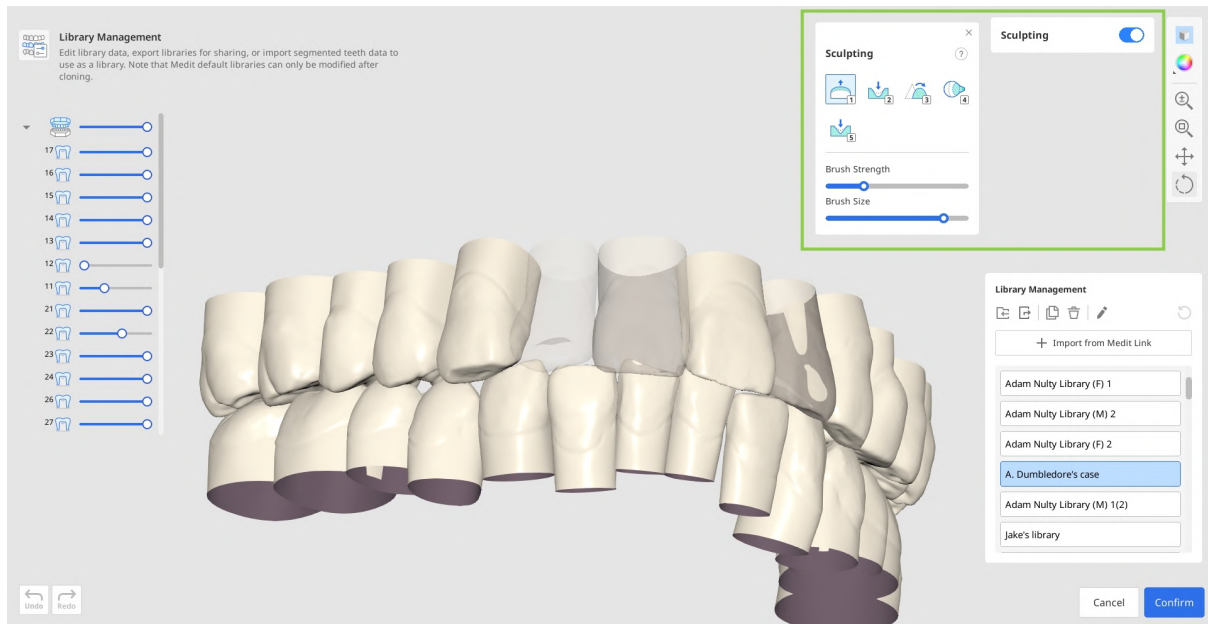 Library Management
Edit library data, export libraries for sharing, or import segmented teeth data to
use as a library. Note that Medit default libraries can only be modified after
cloning.
17
16
15
14
13
12
11
21
22
23
24
26
27
Sculpting
?
1
2
3
4
5
Brush Strength
Brush Size
Sculpting
Library Management
Import from Medit Link
Adam Nulty Library (F) 1
Adam Nulty Library (M) 2
Adam Nulty Library (F) 2
A. Dumbledore's case
Adam Nulty Library (M) 1(2)
Jake's library
Undo
Redo
Cancel
Confirm